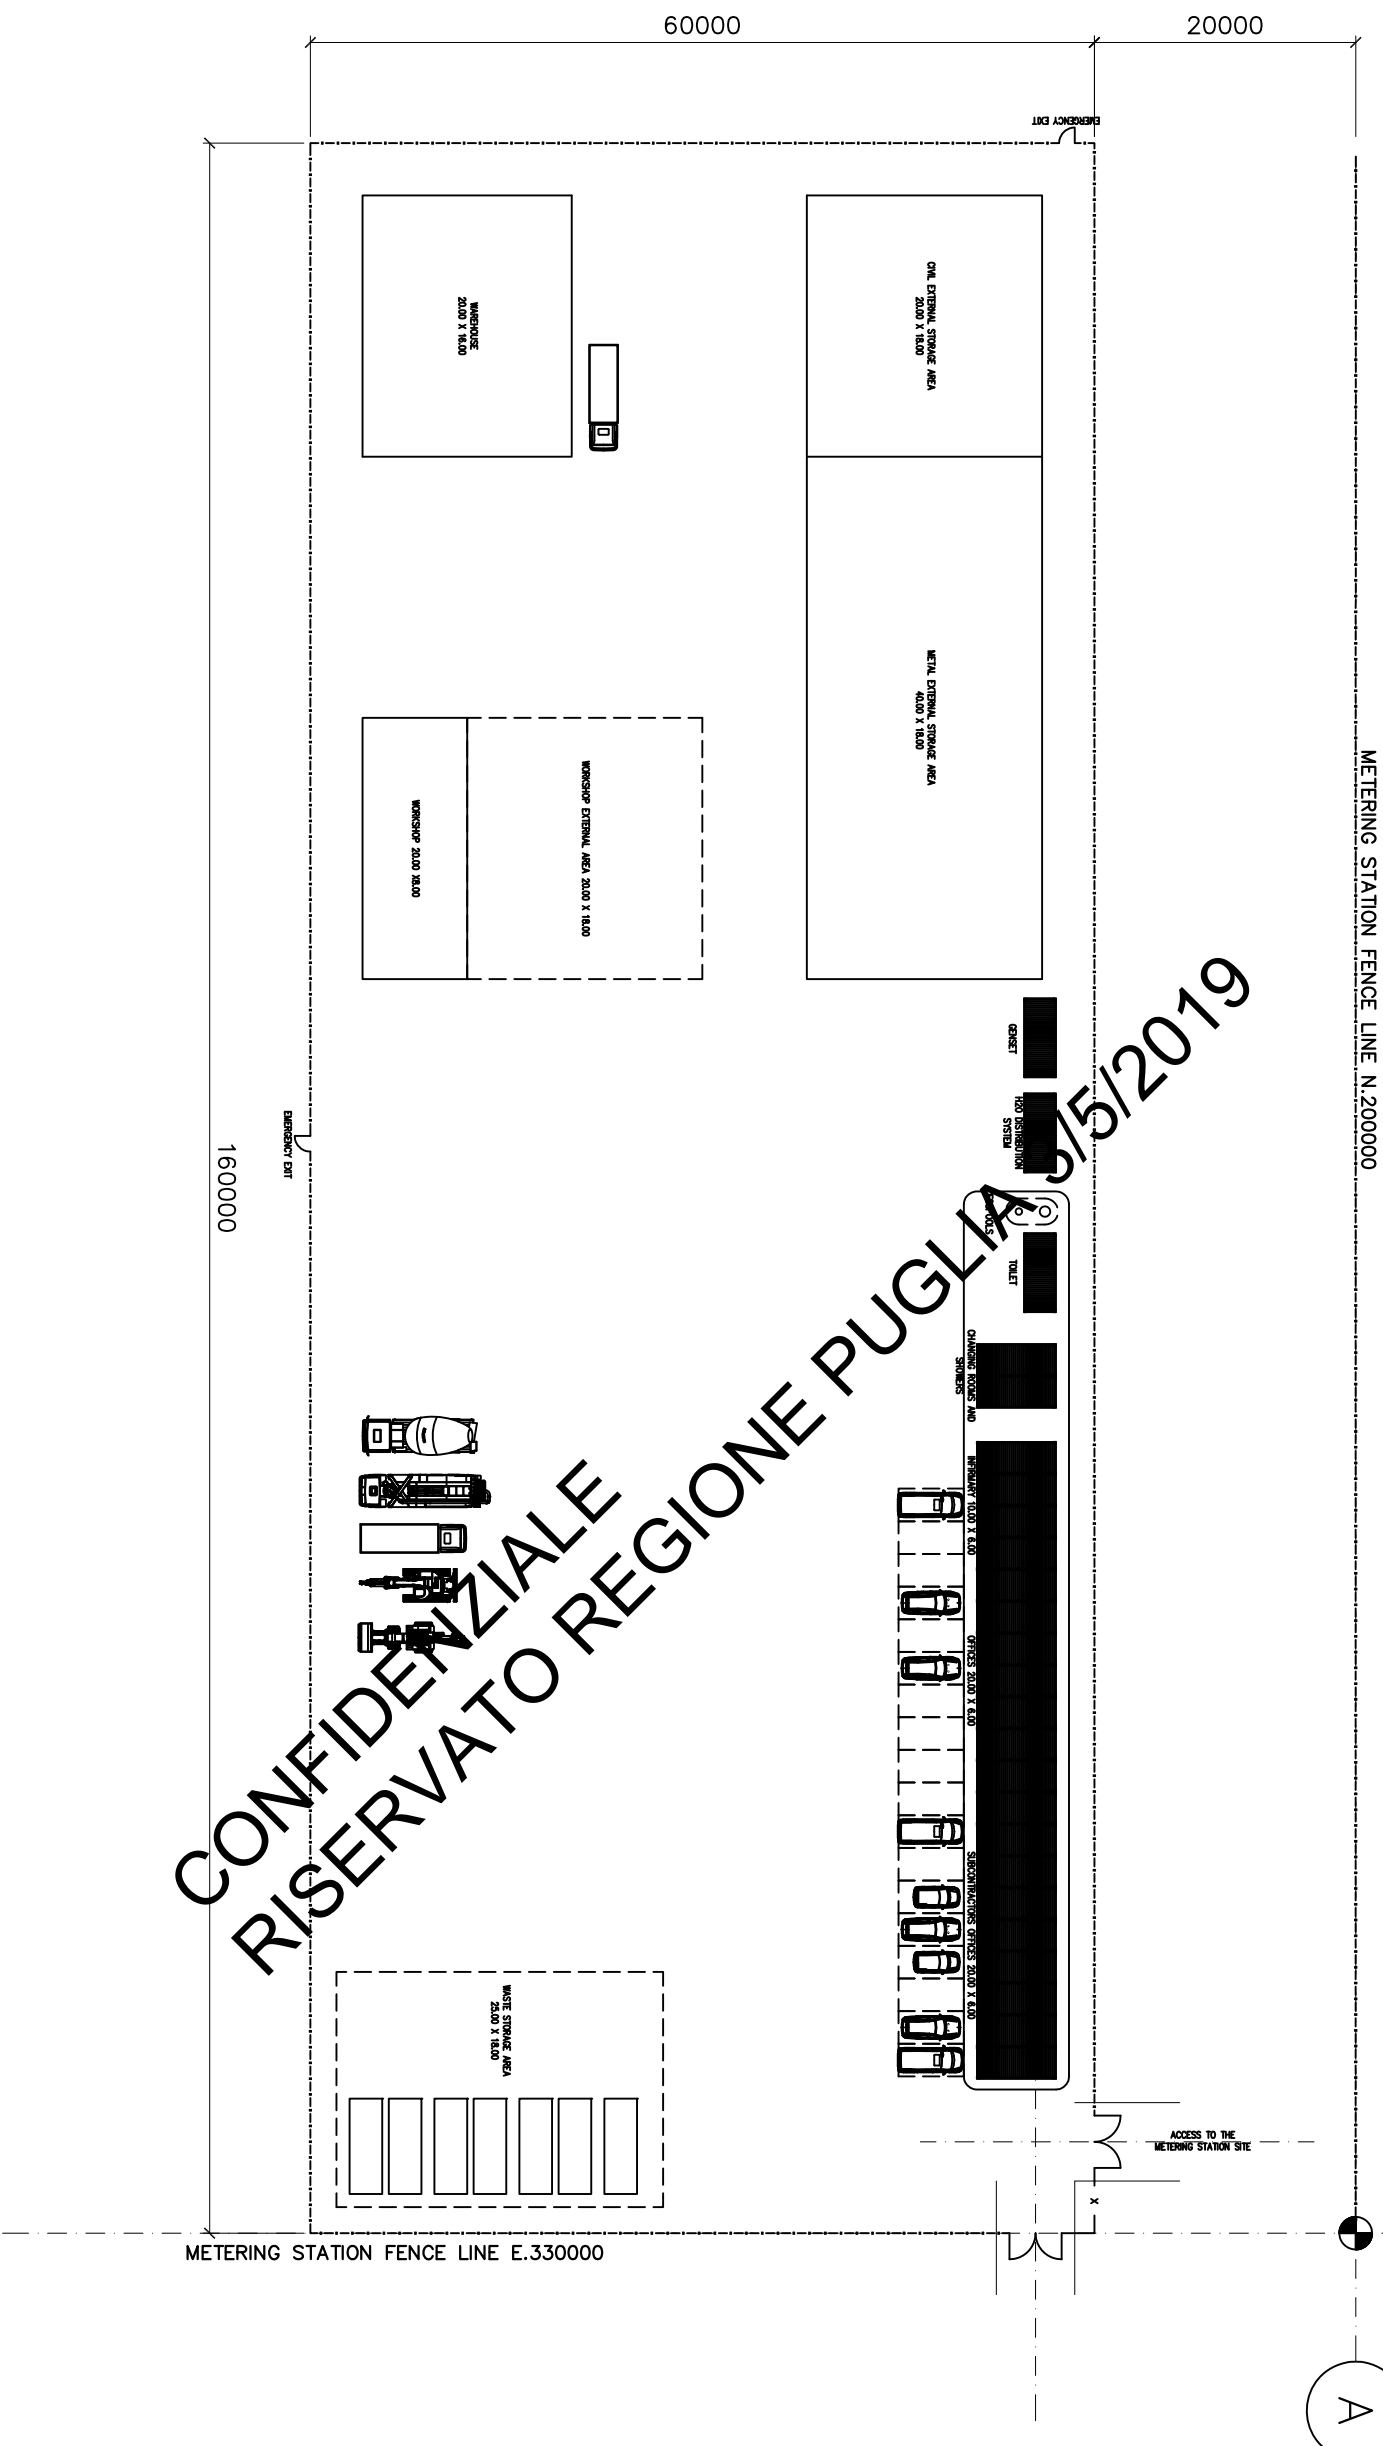 60000
20000
EMERGENCY EXIT
WAREHOUSE
20.00 X 16.00
CIVIL EXTERNAL STORAGE AREA
20.00 X 18.00
METAL EXTERNAL STORAGE AREA
40.00 X 18.00
METERING STATION FENCE LINE N.200000
WORKSHOP 20.00 X8.00
WORKSHOP EXTERNAL AREA 20.00 X 18.00
GENSET
H20 DISTRIBUTION
SYSTEM
EMERGENCY EXIT
160000
TOILET
CHANGING ROOMS AND
SHOWERS
INFIRMARY 10.00 X 6.00
OFFICES 20.00 X 6.00
SUBCONTRACTORS OFFICES 20.00 X 6.00
CONFIDENZIALE
RISERVATO REGIONE PUGLIA 3/5/2019
WASTE STORAGE AREA
25.00 X 18.00
ACCESS TO THE
METERING STATION SITE
X
METERING STATION FENCE LINE E.330000
A